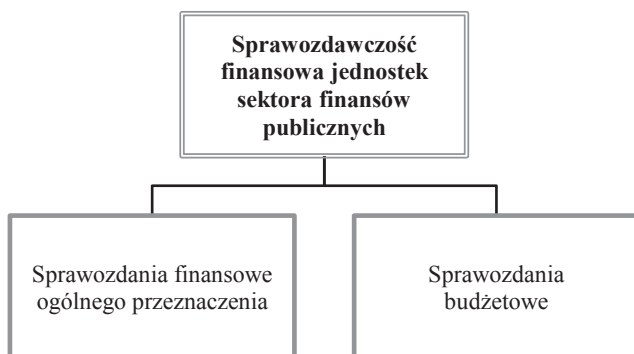 Sprawozdawczość
finansowa jednostek
sektora finansów
publicznych
Sprawozdania finansowe
ogólnego przeznaczenia
Sprawozdania
budżetowe